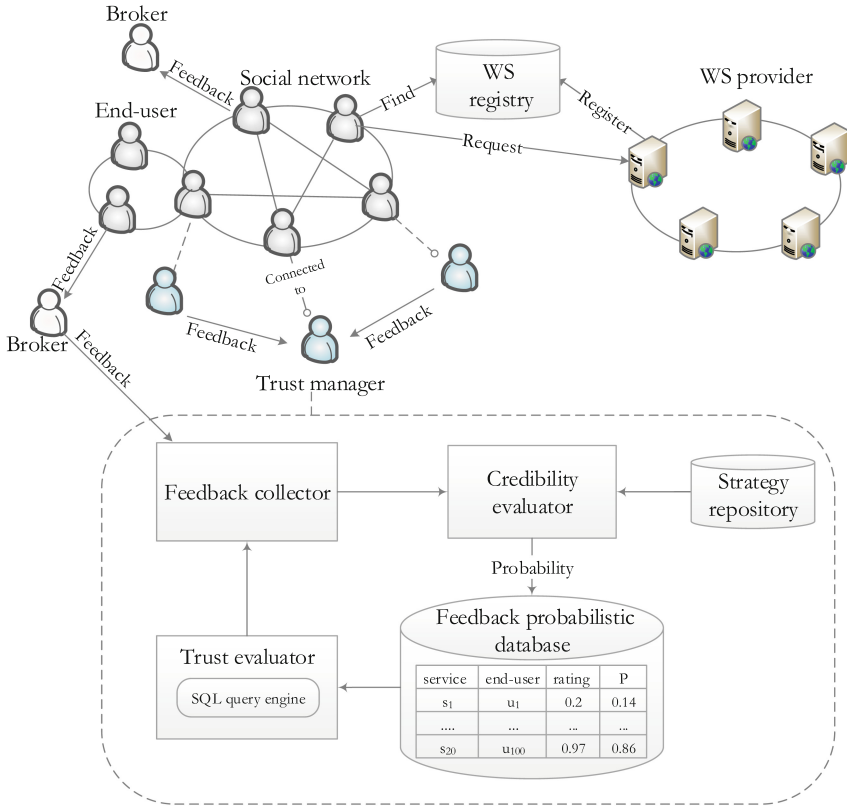 Broker
Feedback
Social network
Find
WS
registry
Register
WS provider
End-user
Request
Feedback
Connected
to
Broker
Feedback
Feedback
Feedback
Trust manager
Feedback collector
Credibility
evaluator
Strategy
repository
Probability
Feedback probabilistic
database
service end-user rating P
s1 u1 0.2 0.14
.... ... ... ...
s20 u100 0.97 0.86
Trust evaluator
SQL query engine